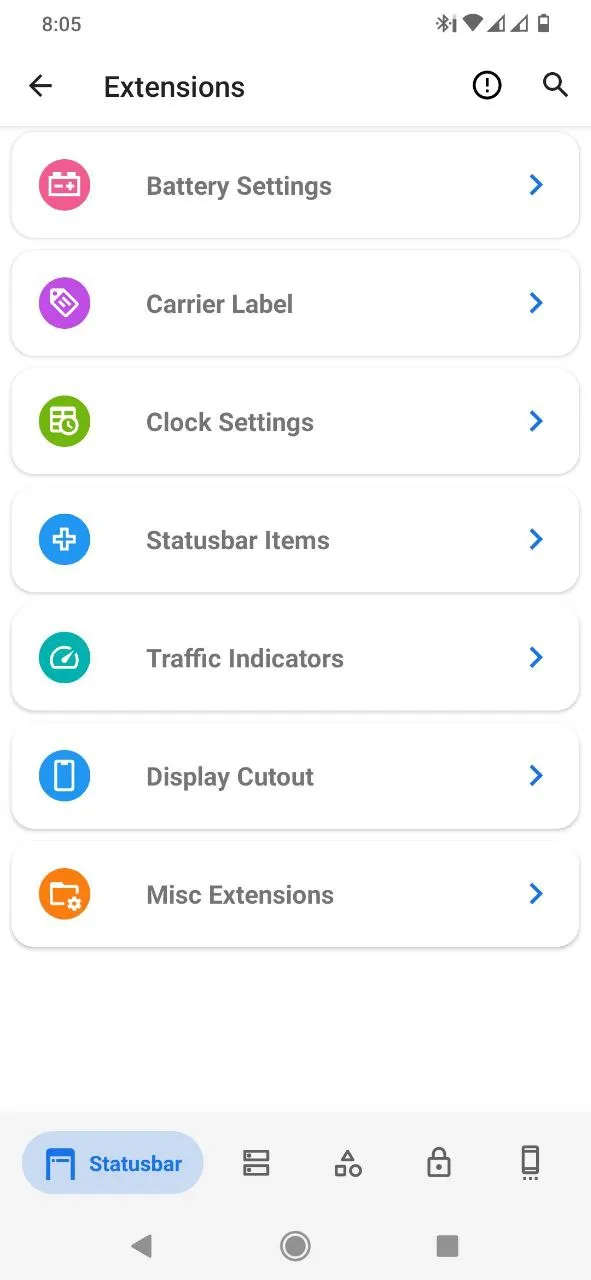 8:05
Extensions
Battery Settings
Carrier Label
Clock Settings
Statusbar Items
Traffic Indicators
Display Cutout
Misc Extensions
Statusbar